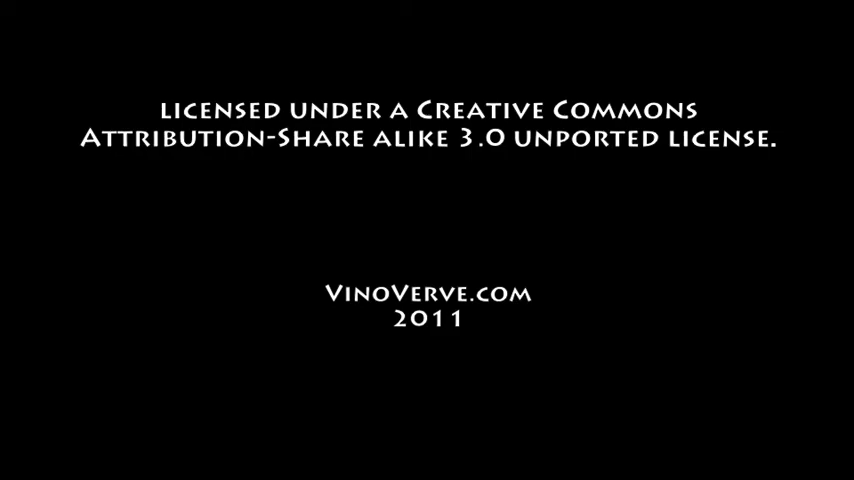 licensed under a Creative Commons
Attribution-Share alike 3.0 unported license.
VinoVerve.com
2011